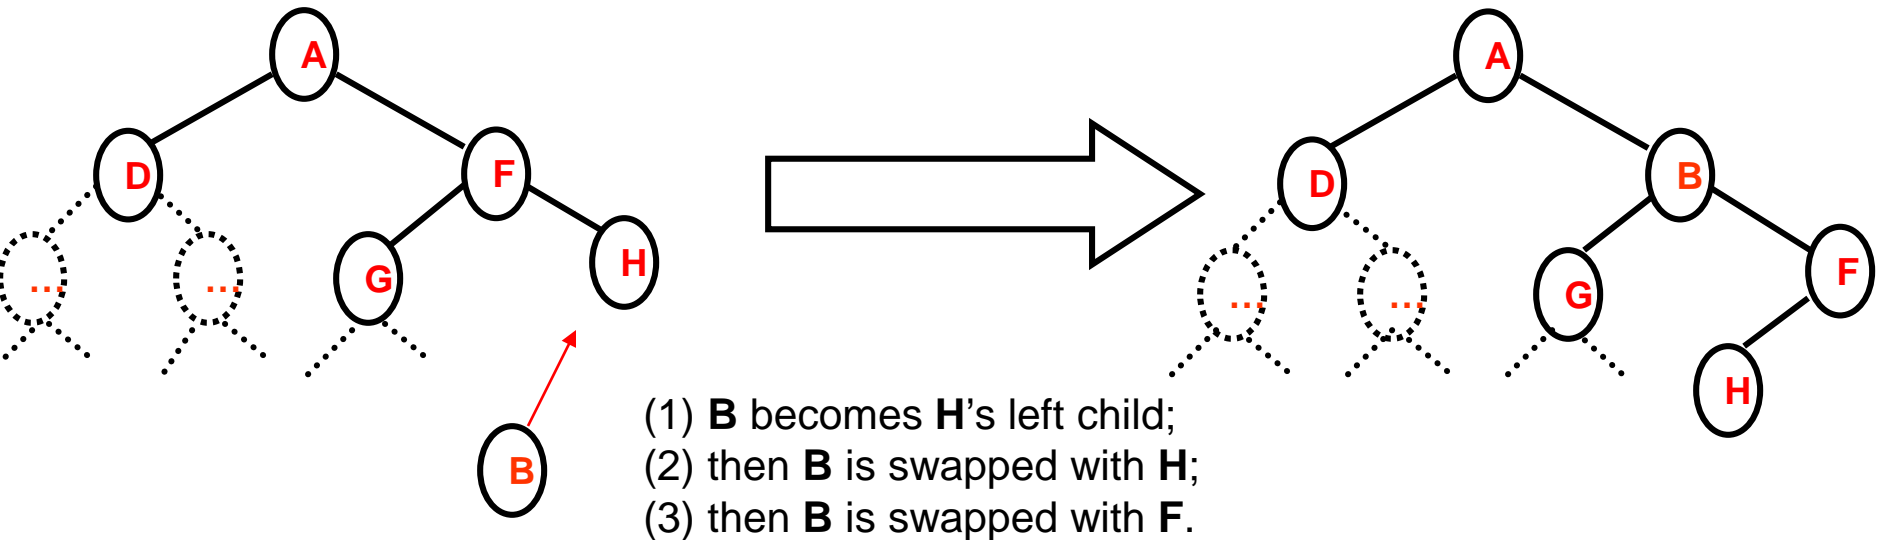 A
A
D
F
D
B
G
H
F
...
...
...
...
G
H
B
(1) B becomes H’s left child;
(2) then B is swapped with H;
(3) then B is swapped with F.